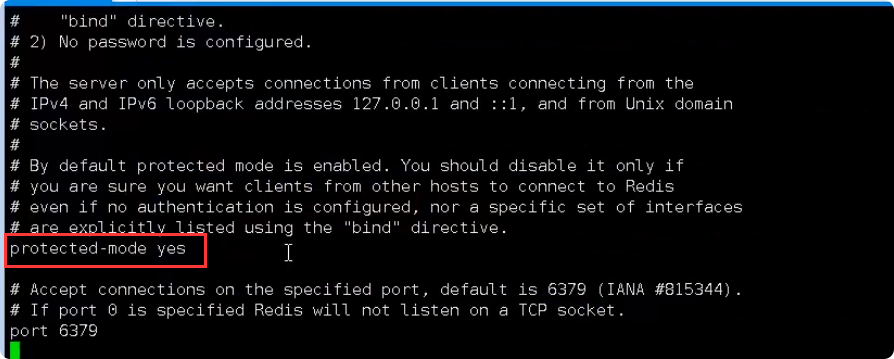 #    "bind" directive.
# 2) No password is configured.
#
# The server only accepts connections from clients connecting from the
# IPv4 and IPv6 loopback addresses 127.0.0.1 and ::1, and from Unix domain
# sockets.
#
# By default protected mode is enabled. You should disable it only if
# you are sure you want clients from other hosts to connect to Redis
# even if no authentication is configured, nor a specific set of interfaces
# are explicitly listed using the "bind" directive.
protected-mode yes
# Accept connections on the specified port, default is 6379 (IANA #815344).
# If port 0 is specified Redis will not listen on a TCP socket.
port 6379